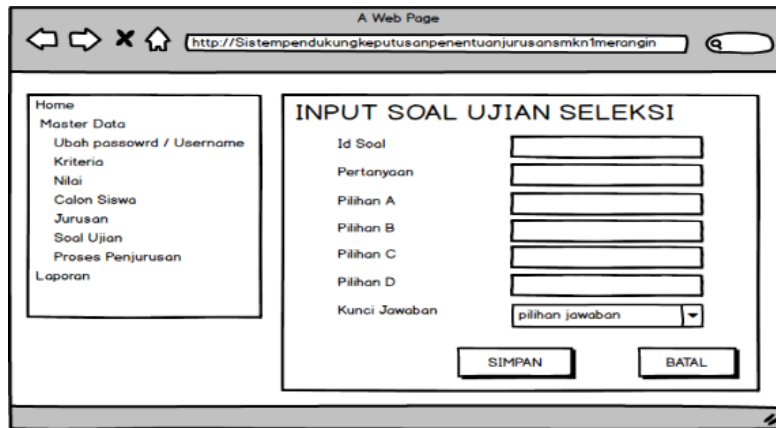 A Web Page
http://Sistempendukungkeputusanpenentuanjurusansmkn1merangin
Home
Master Data
Ubah passowrd / Username
Kriteria
Nilai
Calon Siswa
Jurusan
Soal Ujian
Proses Penjurusan
Laporan
INPUT SOAL UJIAN SELEKSI
Id Soal
Pertanyaan
Pilihan A
Pilihan B
Pilihan C
Pilihan D
Kunci Jawaban pilihan jawaban
SIMPAN BATAL